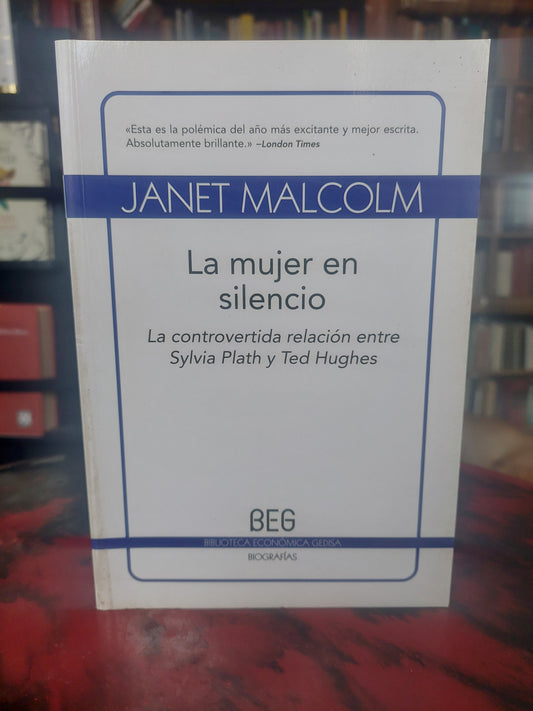 «Esta es la polémica del año más excitante y mejor escrita.
Absolutamente brillante.» –London Times
JANET MALCOLM
La mujer en
silencio
La controvertida relación entre
Sylvia Plath y Ted Hughes
BEG
BIBLIOTECA ECONÓMICA GEDISA
BIOGRAFÍAS